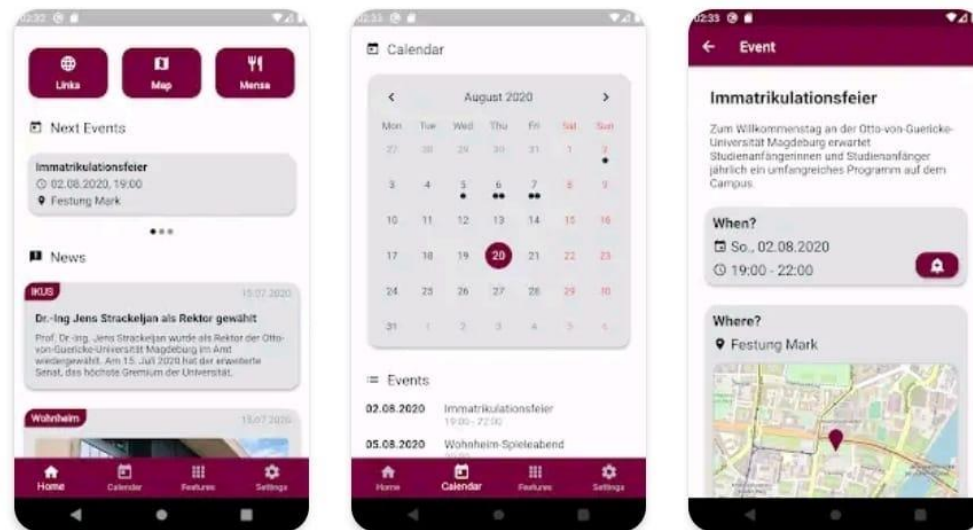 02:32
Links
Map
Mensa
Next Events
Immatrikulationsfeier
02.08.2020, 19:00
Festung Mark
News
IKUS
15.07.2020
Dr.-Ing Jens Strackeljan als Rektor gewählt
Prof. Dr.-Ing. Jens Strackeljan wurde als Rektor der Otto-
von-Guericke-Universität Magdeburg im Amt
wiedergewählt. Am 15. Juli 2020 hat der erweiterte
Senat, das höchste Gremium der Universität.
Wohnheim
15.07.2020
Home
Calendar
Features
Settings
2:33
Calendar
August 2020
Mon Tue Wed Thu Fri Sat Sun
27 28 29 30 31 1 2
3 4 5 6 7 8 9
10 11 12 13 14 15 16
17 18 19 20 21 22 23
24 25 26 27 28 29 30
31 1 2 3 4 5 6
Events
02.08.2020 Immatrikulationsfeier
19:00 - 22:00
05.08.2020 Wohnheim-Spieleabend
Home
Calendar
Features
Settings
02:33
Event
Immatrikulationsfeier
Zum Willkommenstag an der Otto-von-Guericke-
Universität Magdeburg erwartet
Studienanfängerinnen und Studienanfänger
jährlich ein umfangreiches Programm auf dem
Campus.
When?
So., 02.08.2020
19:00 - 22:00
Where?
Festung Mark